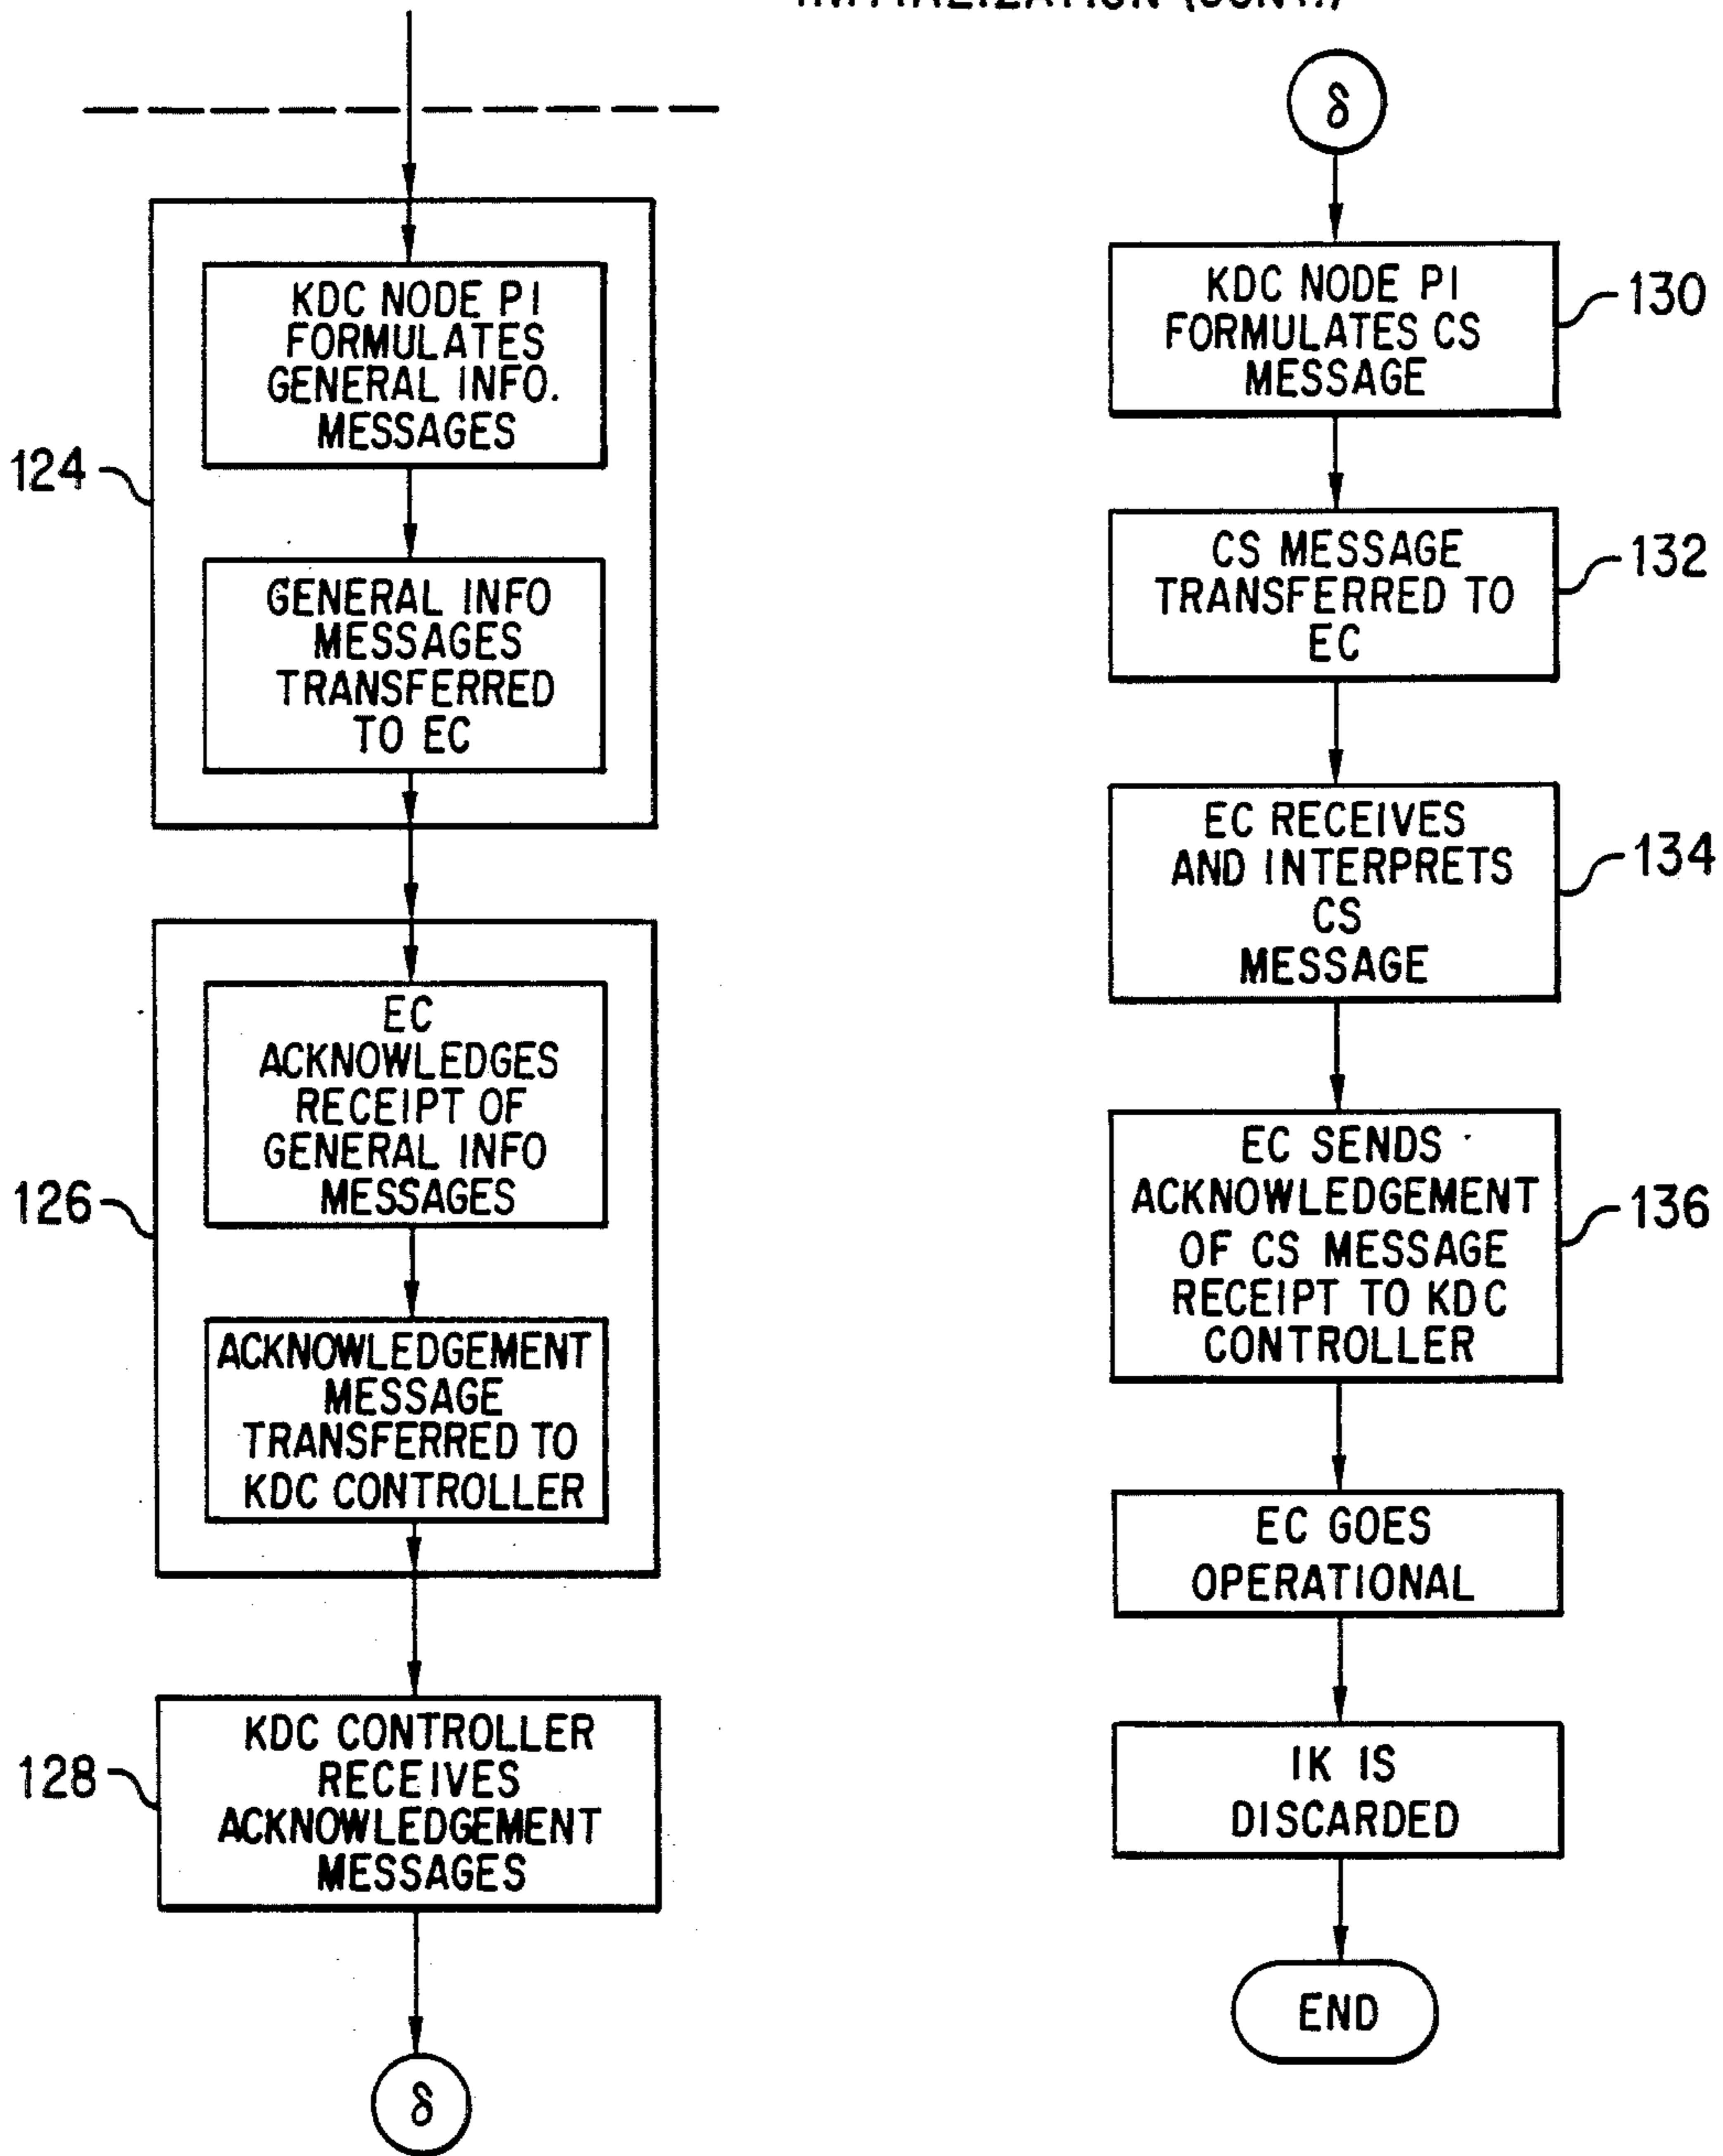 INITIALIZATION (CONT.)
KDC NODE PI
FORMULATES
GENERAL INFO.
MESSAGES
124
GENERAL INFO
MESSAGES
TRANSFERRED
TO EC
EC
ACKNOWLEDGES
RECEIPT OF
GENERAL INFO
MESSAGES
126
ACKNOWLEDGEMENT
MESSAGE
TRANSFERRED TO
KDC CONTROLLER
KDC CONTROLLER
RECEIVES
ACKNOWLEDGEMENT
MESSAGES
128
δ
δ
KDC NODE PI
FORMULATES CS
MESSAGE
130
CS MESSAGE
TRANSFERRED TO
EC
132
EC RECEIVES
AND INTERPRETS
CS
MESSAGE
134
EC SENDS
ACKNOWLEDGEMENT
OF CS MESSAGE
RECEIPT TO KDC
CONTROLLER
136
EC GOES
OPERATIONAL
IK IS
DISCARDED
END